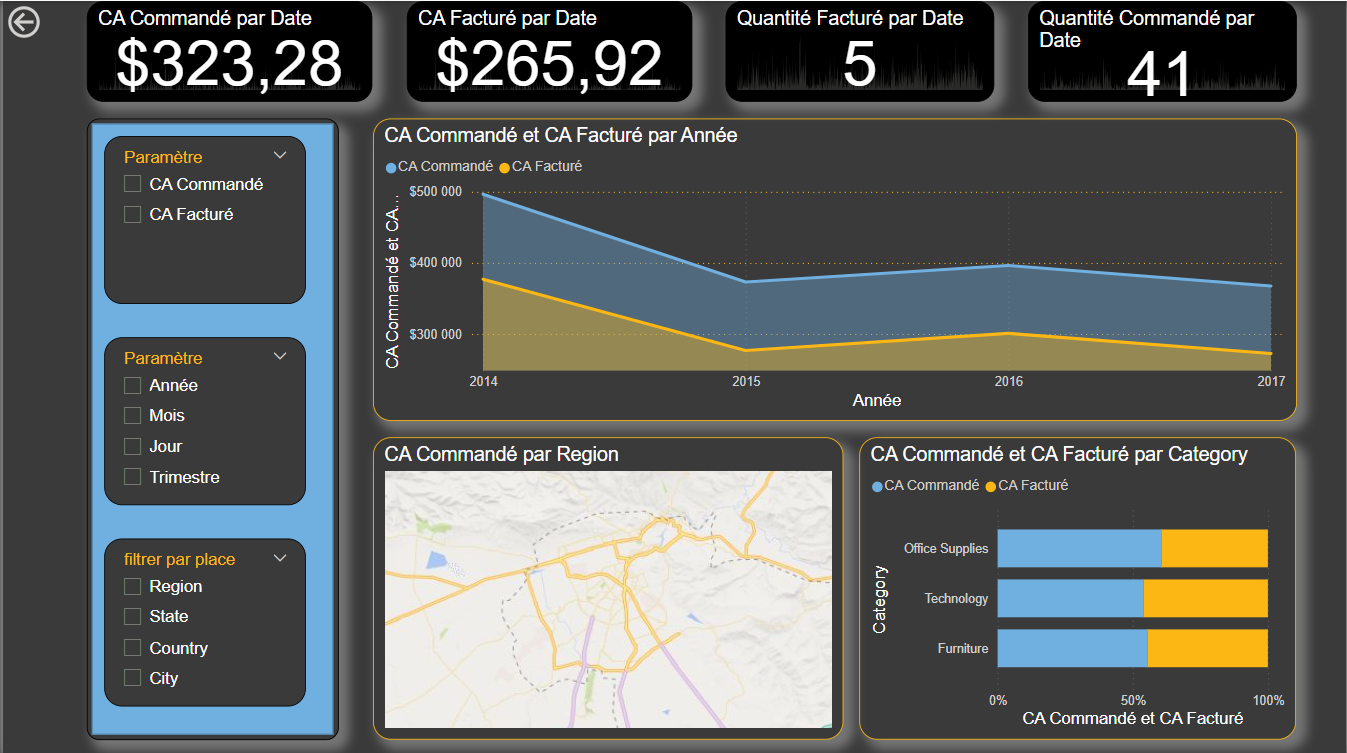 CA Commandé par Date
$323,28
CA Facturé par Date
$265,92
Quantité Facturé par Date
5
Quantité Commandé par
Date
41
Paramètre
CA Commandé
CA Facturé
Paramètre
Année
Mois
Jour
Trimestre
filtrer par place
Region
State
Country
City
CA Commandé et CA Facturé par Année
CA Commandé CA Facturé
CA Commandé et CA...
$500 000
$400 000
$300 000
2014 2015 2016 2017
Année
CA Commandé par Region
CA Commandé et CA Facturé par Category
CA Commandé CA Facturé
Category
Office Supplies
Technology
Furniture
0% 50% 100%
CA Commandé et CA Facturé